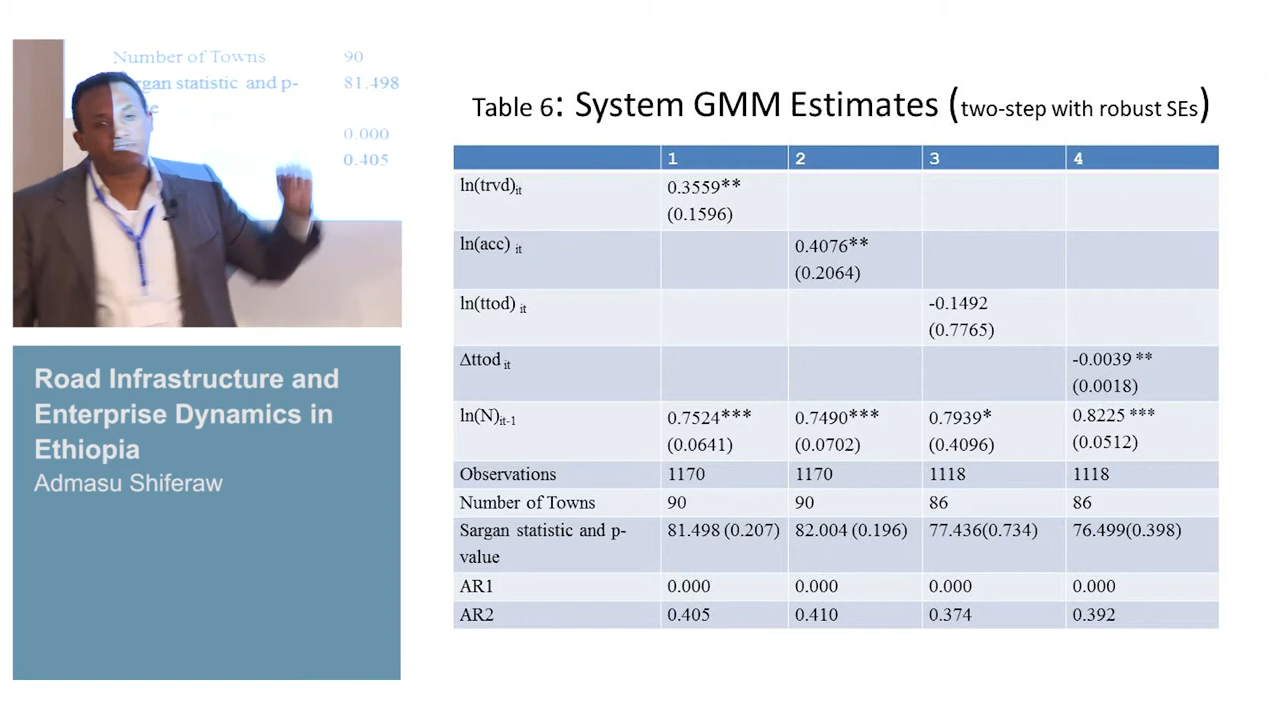 Number of Towns 90
rgan statistic and p- 81.498
0.000
0.405
Road Infrastructure and
Enterprise Dynamics in
Ethiopia
Admasu Shiferaw
Table 6: System GMM Estimates (two-step with robust SEs)
1 2 3 4
ln(trvd)it 0.3559**
(0.1596)
ln(acc) it 0.4076**
(0.2064)
ln(ttod) it -0.1492
(0.7765)
Δttod it -0.0039 **
(0.0018)
ln(N)it-1 0.7524*** 0.7490*** 0.7939* 0.8225 ***
(0.0641) (0.0702) (0.4096) (0.0512)
Observations 1170 1170 1118 1118
Number of Towns 90 90 86 86
Sargan statistic and p- 81.498 (0.207) 82.004 (0.196) 77.436(0.734) 76.499(0.398)
value
AR1 0.000 0.000 0.000 0.000
AR2 0.405 0.410 0.374 0.392